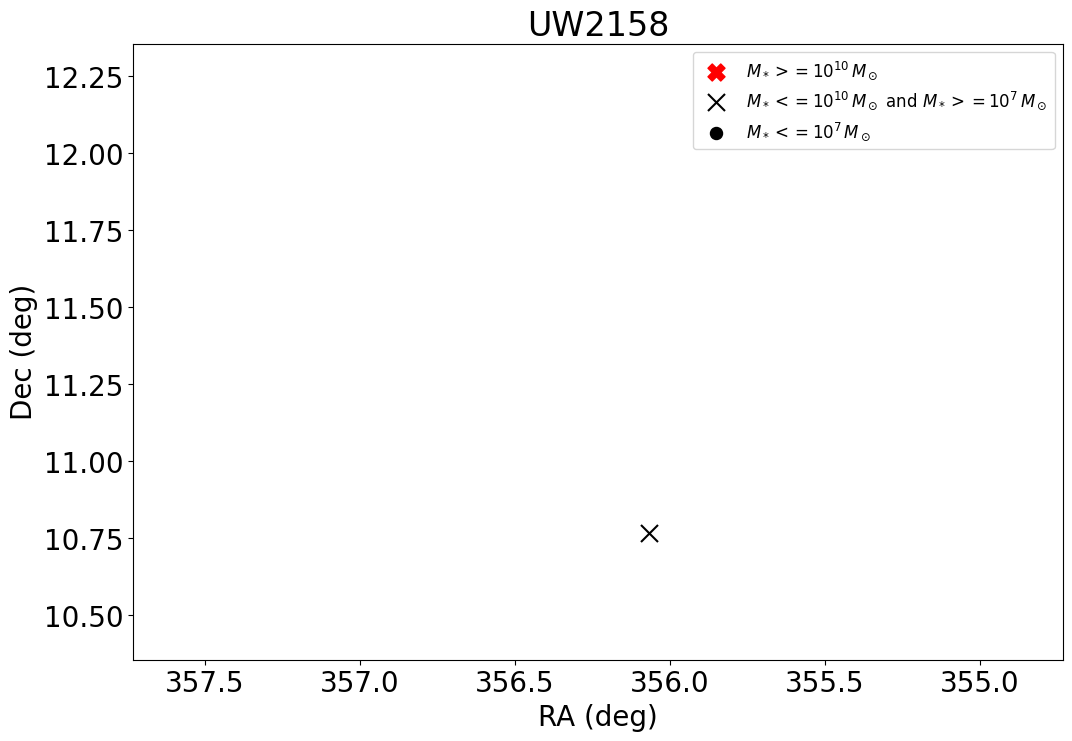 UW2158
M* >= 10^10 M⊙
M* <= 10^10 M⊙ and M* >= 10^7 M⊙
M* <= 10^7 M⊙
12.25
12.00
11.75
11.50
11.25
11.00
10.75
10.50
Dec (deg)
357.5 357.0 356.5 356.0 355.5 355.0
RA (deg)